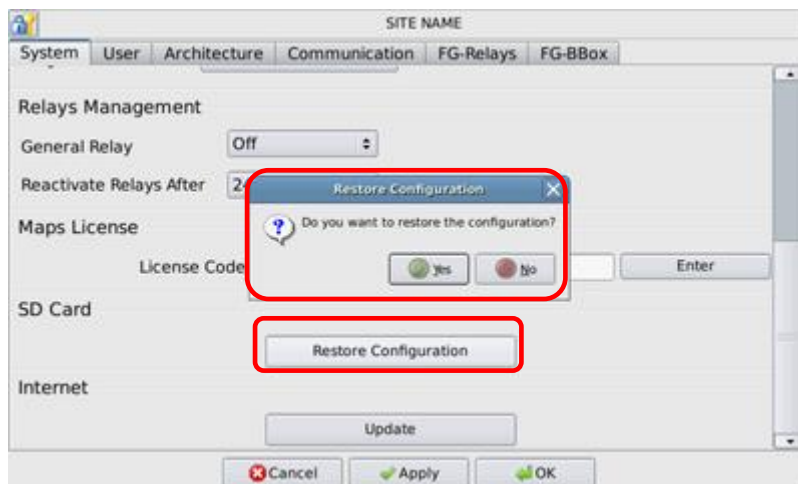 SITE NAME
System User Architecture Communication FG-Relays FG-BBox
Relays Management
General Relay Off
Reactivate Relays After
Restore Configuration
Do you want to restore the configuration?
Yes No
Maps License
License Code Enter
SD Card
Restore Configuration
Internet
Update
Cancel Apply OK